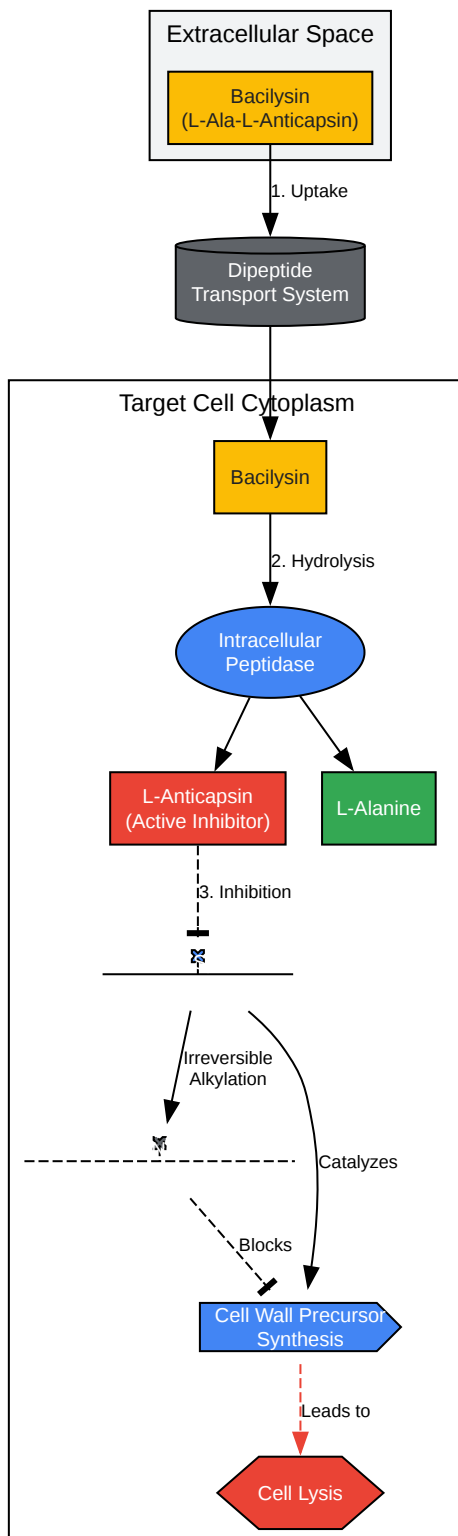 Extracellular Space
Bacilysin
(L-Ala-L-Anticapsin)
1. Uptake
Dipeptide
Transport System
Target Cell Cytoplasm
Bacilysin
2. Hydrolysis
Intracellular
Peptidase
L-Anticapsin
(Active Inhibitor)
L-Alanine
3. Inhibition
Irreversible
Alkylation
Catalyzes
Blocks
Cell Wall Precursor
Synthesis
Leads to
Cell Lysis